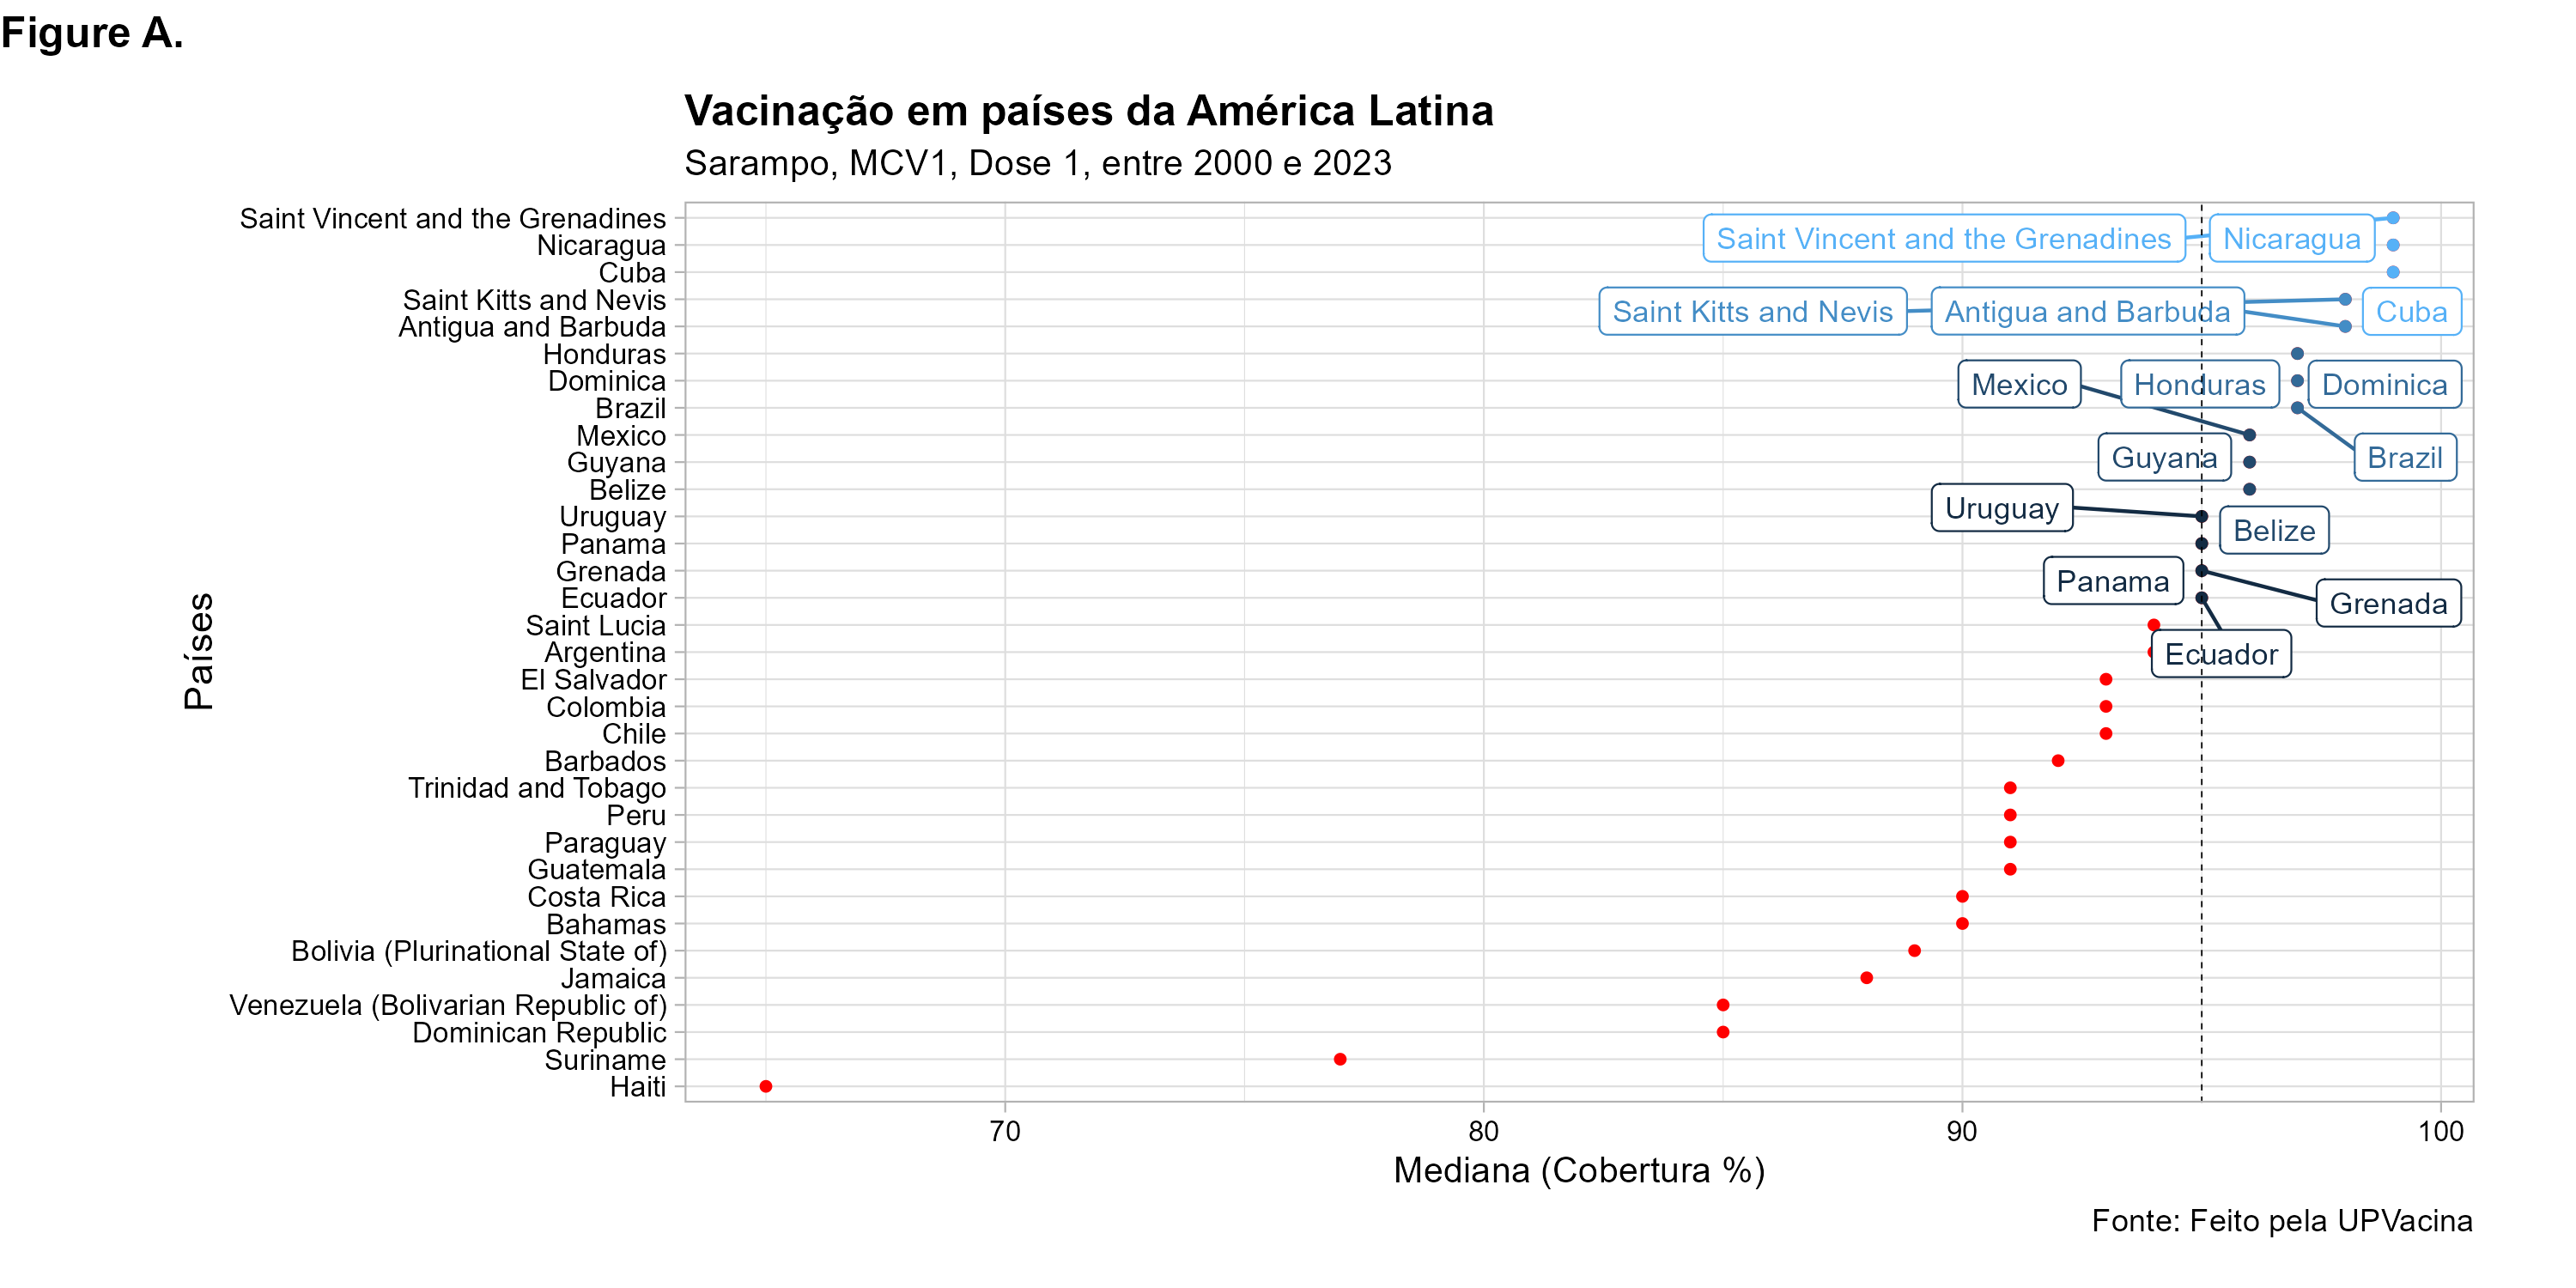 Figure A.
Vacinação em países da América Latina
Sarampo, MCV1, Dose 1, entre 2000 e 2023
Países
Saint Vincent and the Grenadines
Nicaragua
Cuba
Saint Kitts and Nevis
Antigua and Barbuda
Honduras
Dominica
Brazil
Mexico
Guyana
Belize
Uruguay
Panama
Grenada
Ecuador
Saint Lucia
Argentina
El Salvador
Colombia
Chile
Barbados
Trinidad and Tobago
Peru
Paraguay
Guatemala
Costa Rica
Bahamas
Bolivia (Plurinational State of)
Jamaica
Venezuela (Bolivarian Republic of)
Dominican Republic
Suriname
Haiti
Saint Vincent and the Grenadines
Nicaragua
Saint Kitts and Nevis
Antigua and Barbuda
Cuba
Mexico
Honduras
Dominica
Guyana
Brazil
Uruguay
Belize
Panama
Grenada
Ecuador
70 80 90 100
Mediana (Cobertura %)
Fonte: Feito pela UPVacina